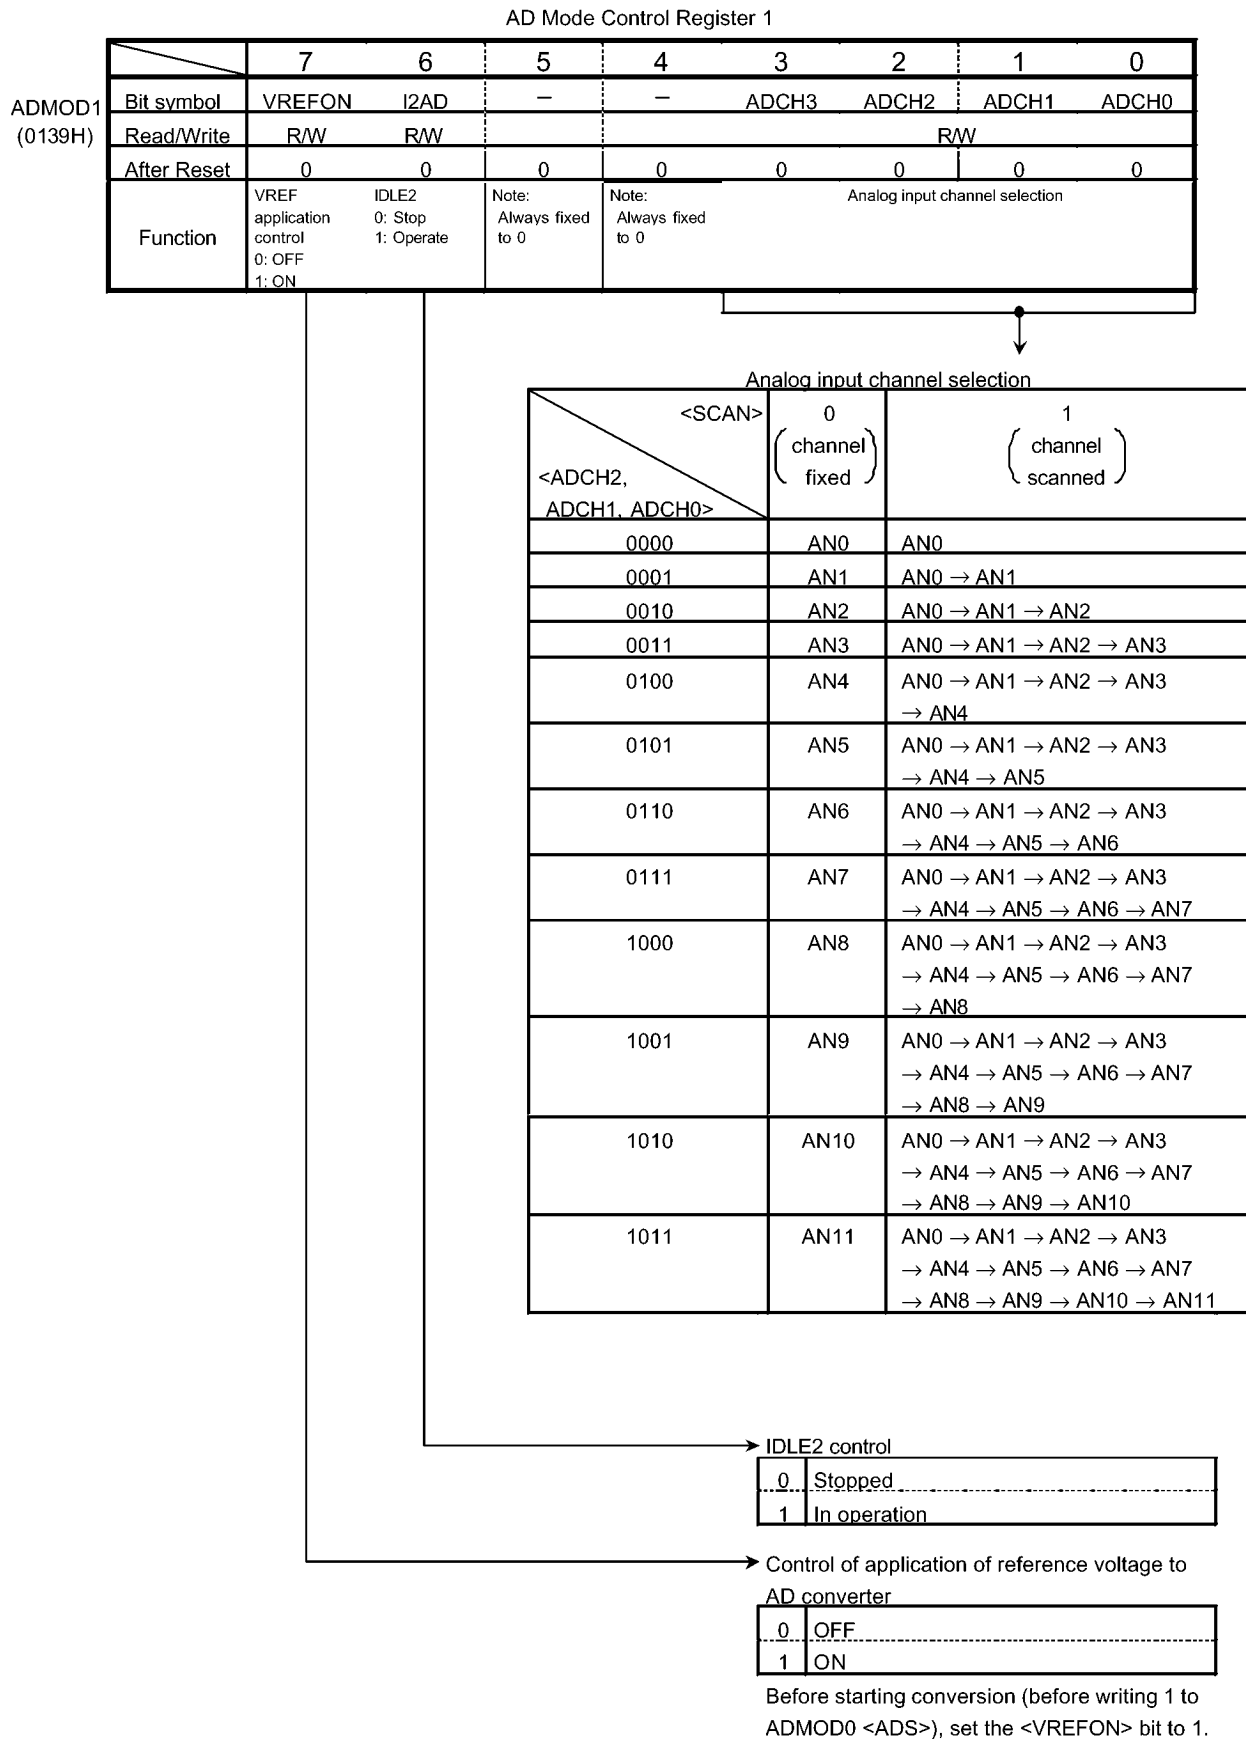 AD Mode Control Register 1
7 6 5 4 3 2 1 0
ADMOD1
(0139H)
Bit symbol VREFON I2AD − − ADCH3 ADCH2 ADCH1 ADCH0
Read/Write R/W R/W R/W
After Reset 0 0 0 0 0 0 0 0
Function
VREF
application
control
0: OFF
1: ON
IDLE2
0: Stop
1: Operate
Note:
Always fixed
to 0
Note:
Always fixed
to 0
Analog input channel selection
Analog input channel selection
<SCAN>
<ADCH2,
ADCH1, ADCH0>
0
(channel
fixed)
1
(channel
scanned)
0000 AN0 AN0
0001 AN1 AN0 → AN1
0010 AN2 AN0 → AN1 → AN2
0011 AN3 AN0 → AN1 → AN2 → AN3
0100 AN4 AN0 → AN1 → AN2 → AN3
→ AN4
0101 AN5 AN0 → AN1 → AN2 → AN3
→ AN4 → AN5
0110 AN6 AN0 → AN1 → AN2 → AN3
→ AN4 → AN5 → AN6
0111 AN7 AN0 → AN1 → AN2 → AN3
→ AN4 → AN5 → AN6 → AN7
1000 AN8 AN0 → AN1 → AN2 → AN3
→ AN4 → AN5 → AN6 → AN7
→ AN8
1001 AN9 AN0 → AN1 → AN2 → AN3
→ AN4 → AN5 → AN6 → AN7
→ AN8 → AN9
1010 AN10 AN0 → AN1 → AN2 → AN3
→ AN4 → AN5 → AN6 → AN7
→ AN8 → AN9 → AN10
1011 AN11 AN0 → AN1 → AN2 → AN3
→ AN4 → AN5 → AN6 → AN7
→ AN8 → AN9 → AN10 → AN11
IDLE2 control
0 Stopped
1 In operation
Control of application of reference voltage to
AD converter
0 OFF
1 ON
Before starting conversion (before writing 1 to
ADMOD0 <ADS>), set the <VREFON> bit to 1.